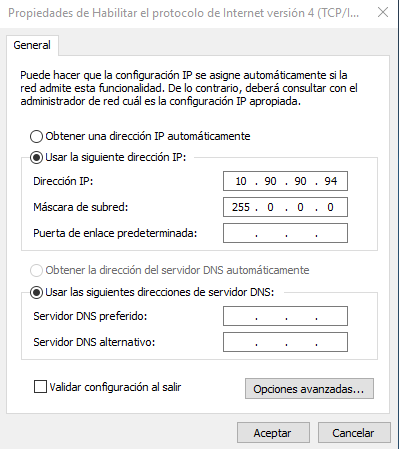 Propiedades de Habilitar el protocolo de Internet versión 4 (TCP/I...
General
Puede hacer que la configuración IP se asigne automáticamente si la
red admite esta funcionalidad. De lo contrario, deberá consultar con el
administrador de red cuál es la configuración IP apropiada.
Obtener una dirección IP automáticamente
Usar la siguiente dirección IP:
Dirección IP: 10 . 90 . 90 . 94
Máscara de subred: 255 . 0 . 0 . 0
Puerta de enlace predeterminada: . . .
Obtener la dirección del servidor DNS automáticamente
Usar las siguientes direcciones de servidor DNS:
Servidor DNS preferido: . . .
Servidor DNS alternativo: . . .
Validar configuración al salir
Opciones avanzadas...
Aceptar Cancelar